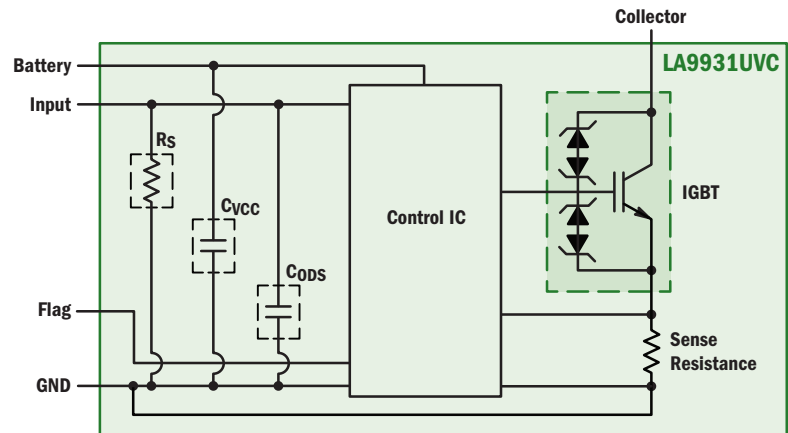 Collector
Battery
LA9931UVC
Input
RS
IGBT
CVCC
Control IC
CODS
Flag
Sense
Resistance
GND